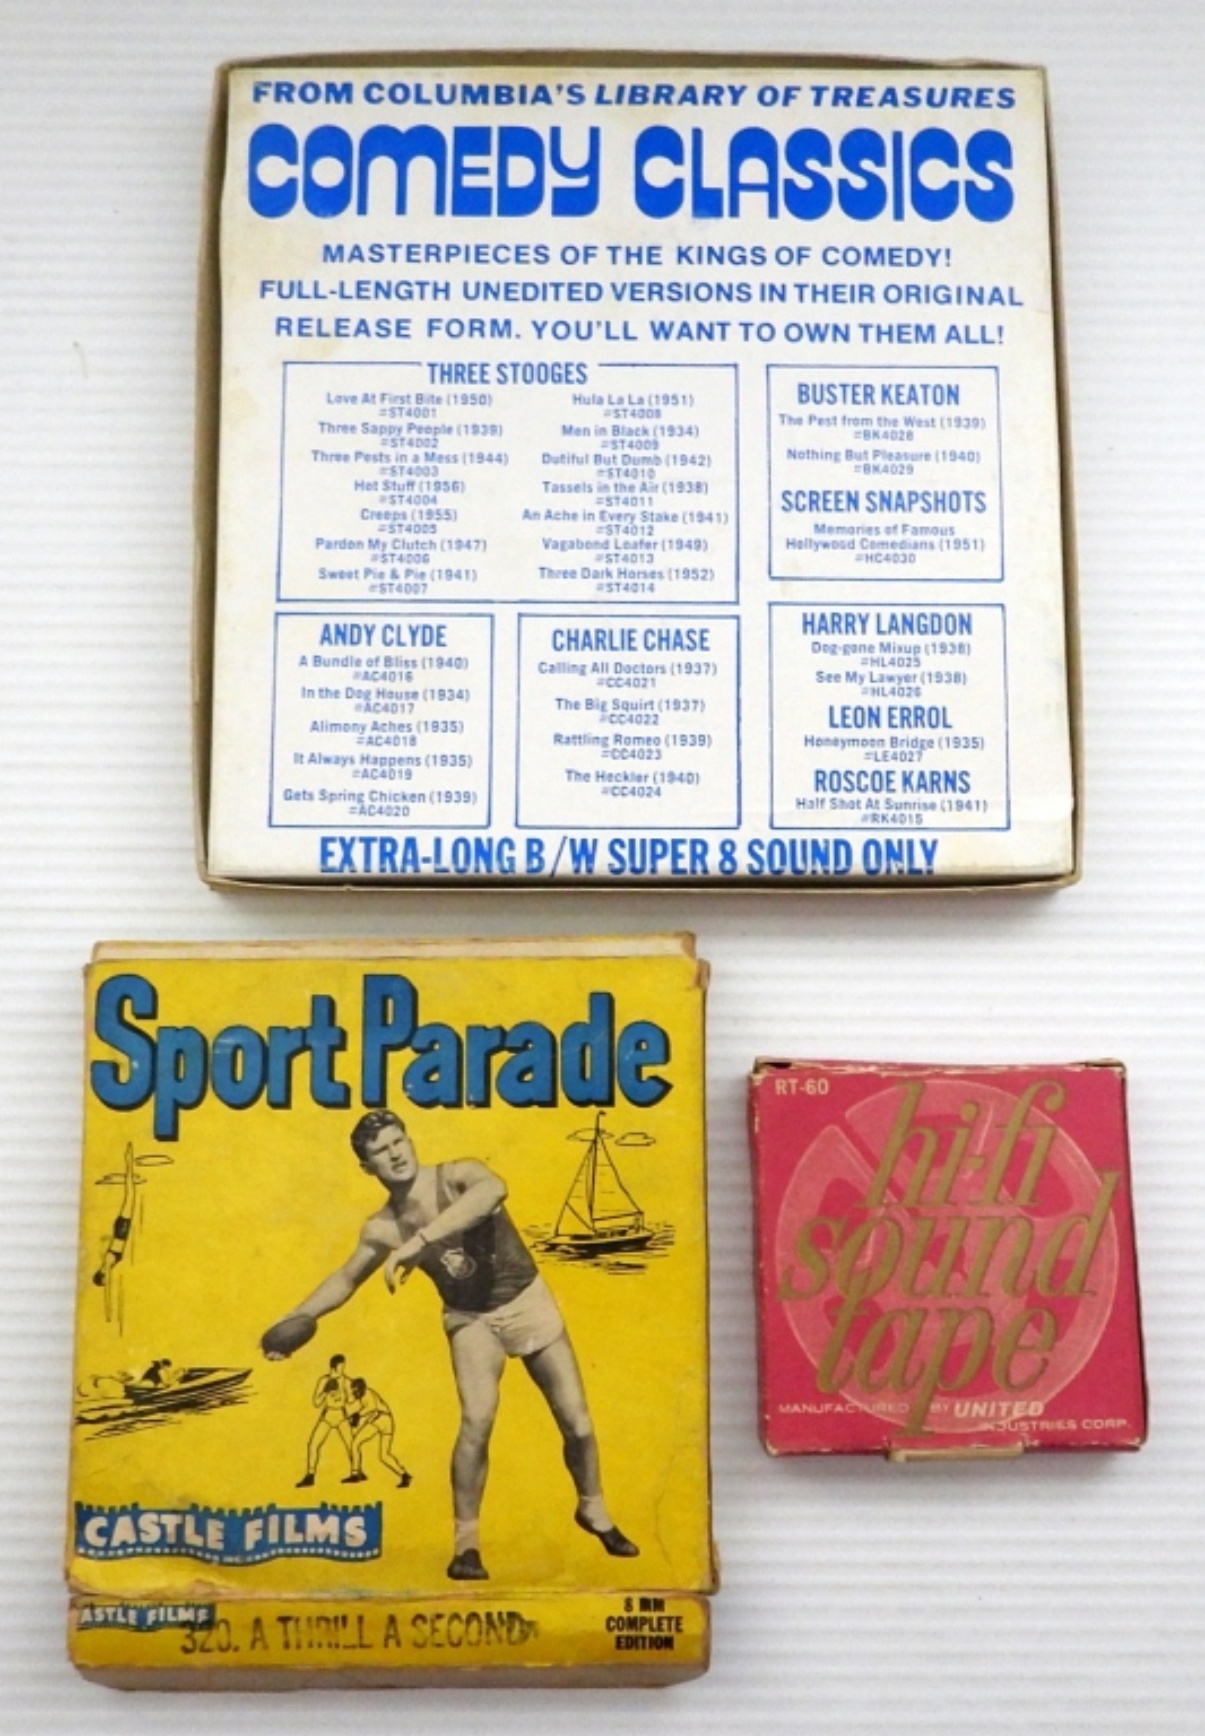 FROM COLUMBIA'S LIBRARY OF TREASURES
COMEDY CLASSICS
MASTERPIECES OF THE KINGS OF COMEDY!
FULL-LENGTH UNEDITED VERSIONS IN THEIR ORIGINAL
RELEASE FORM. YOU'LL WANT TO OWN THEM ALL!
THREE STOOGES
Love At First Bite (1950)
#ST4001
Three Sappy People (1939)
#ST4002
Three Pests in a Mess (1944)
#ST4003
Hot Stuff (1956)
#ST4004
Creeps (1955)
#ST4005
Pardon My Clutch (1947)
#ST4006
Sweet Pie & Pie (1941)
#ST4007
Hula La La (1951)
#ST4008
Men in Black (1934)
#ST4009
Dutiful But Dumb (1942)
#ST4010
Tassels in the Air (1938)
#ST4011
An Ache in Every Stake (1941)
#ST4012
Vagabond Loafer (1949)
#ST4013
Three Dark Horses (1952)
#ST4014
BUSTER KEATON
The Pest from the West (1939)
#BK4028
Nothing But Pleasure (1940)
#BK4029
SCREEN SNAPSHOTS
Memories of Famous
Hollywood Comedians (1951)
#HC4030
ANDY CLYDE
A Bundle of Bliss (1940)
#AC4016
In the Dog House (1934)
#AC4017
Alimony Aches (1935)
#AC4018
It Always Happens (1935)
#AC4019
Gets Spring Chicken (1939)
#AC4020
CHARLIE CHASE
Calling All Doctors (1937)
#CC4021
The Big Squirt (1937)
#CC4022
Rattling Romeo (1939)
#CC4023
The Heckler (1940)
#CC4024
HARRY LANGDON
Dog-gone Mixup (1938)
#HL4025
See My Lawyer (1938)
#HL4026
LEON ERROL
Honeymoon Bridge (1935)
#LE4027
ROSCOE KARNS
Half Shot At Sunrise (1941)
#RK4015
EXTRA-LONG B/W SUPER 8 SOUND ONLY
Sport Parade
CASTLE FILMS
INC.
ASTLE FILMS
320. A THRILL A SECOND
8 MM
COMPLETE
EDITION
RT-60
hi-fi
sound
tape
MANUFACTURED BY UNITED
INDUSTRIES CORP.